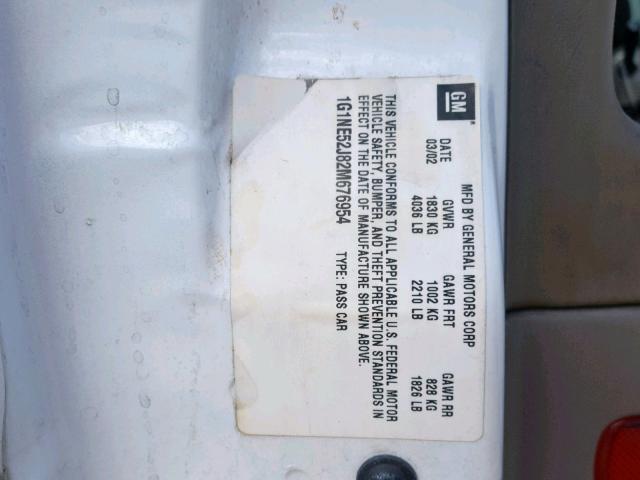 GM
MFD BY GENERAL MOTORS CORP
DATE GVWR GAWR FRT GAWR RR
03/02 1830 KG 1002 KG 828 KG
4036 LB 2210 LB 1826 LB
THIS VEHICLE CONFORMS TO ALL APPLICABLE U.S. FEDERAL MOTOR
VEHICLE SAFETY, BUMPER, AND THEFT PREVENTION STANDARDS IN
EFFECT ON THE DATE OF MANUFACTURE SHOWN ABOVE.
1G1NE52J82M676954 TYPE: PASS CAR